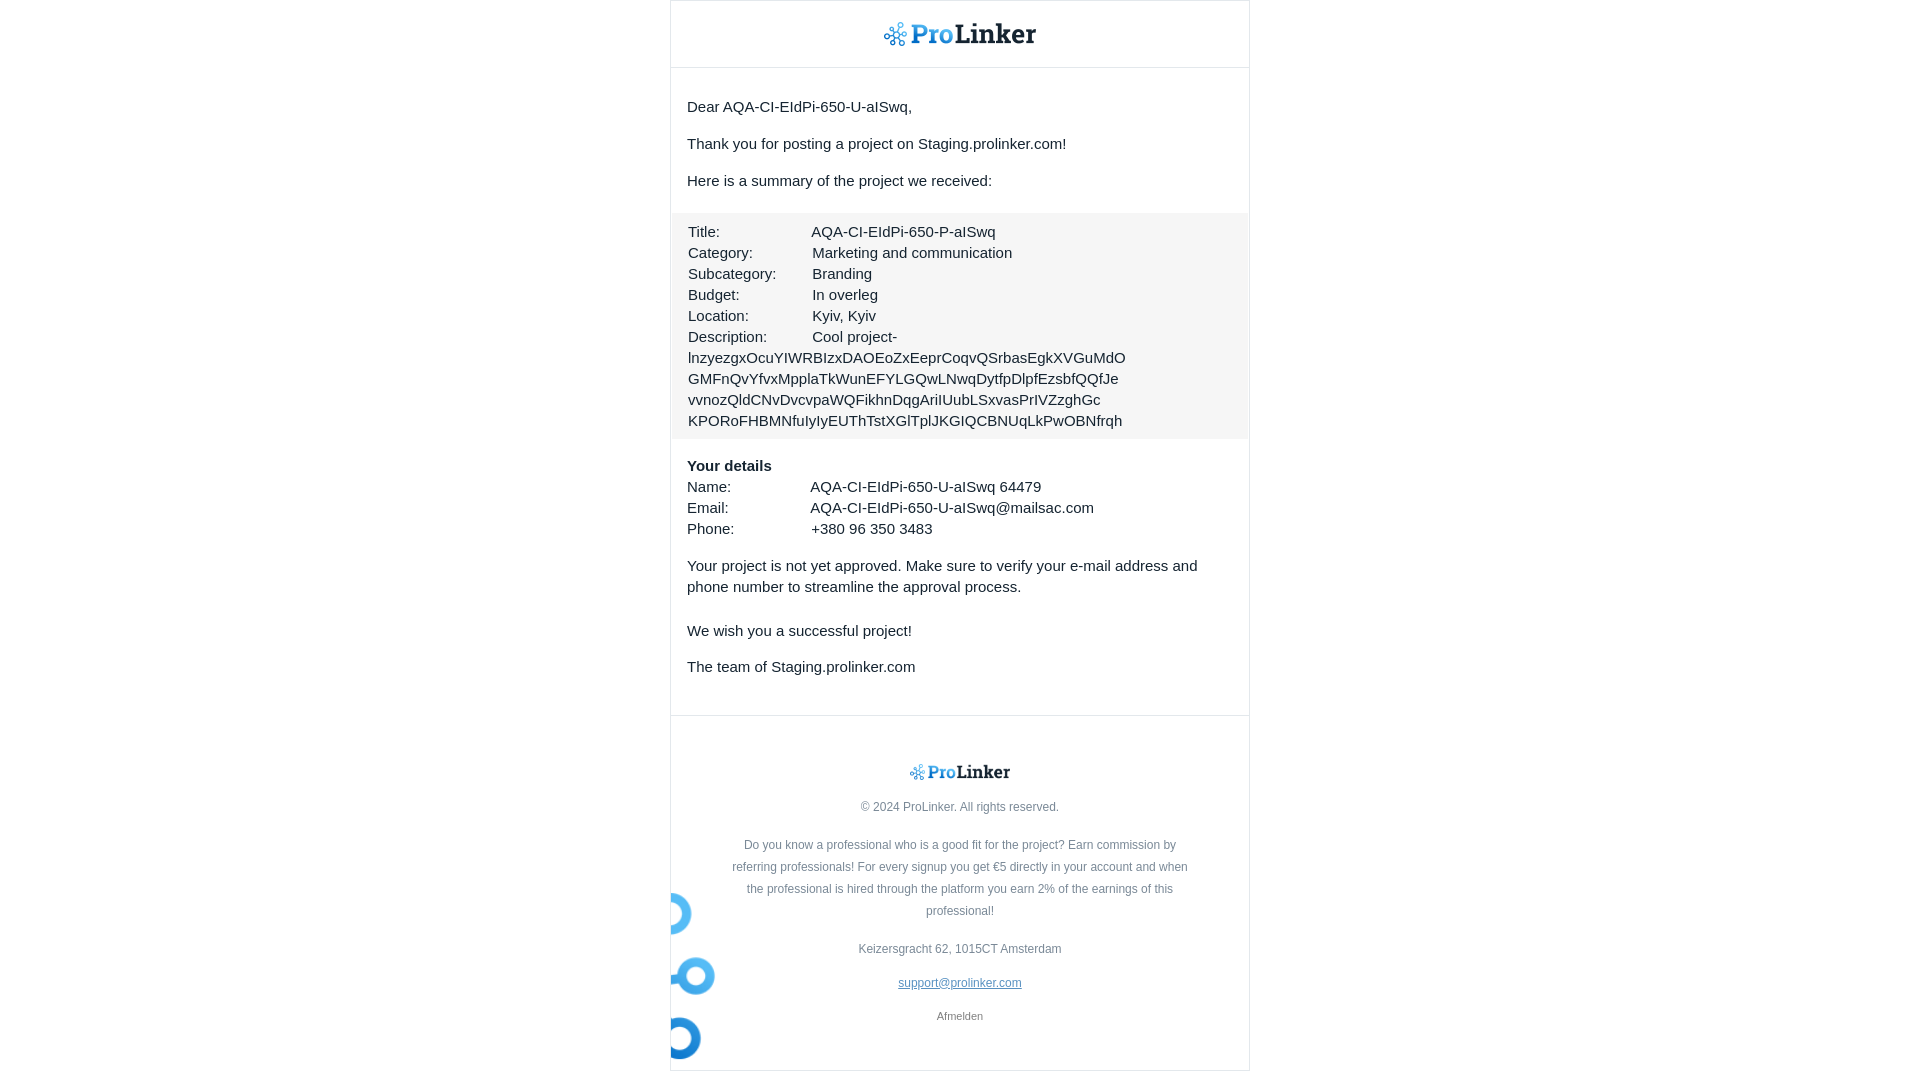 ProLinker
Dear AQA-CI-EIdPi-650-U-aISwq,
Thank you for posting a project on Staging.prolinker.com!
Here is a summary of the project we received:
Title: AQA-CI-EIdPi-650-P-aISwq
Category: Marketing and communication
Subcategory: Branding
Budget: In overleg
Location: Kyiv, Kyiv
Description: Cool project-
lnzyezgxOcuYIWRBIzxDAOEoZxEeprCoqvQSrbasEgkXVGuMdO
GMFnQvYfvxMpplaTkWunEFYLGQwLNwqDytfpDlpfEzsbfQQfJe
vvnozQldCNvDvcvpaWQFikhnDqgAriIUubLSxvasPrIVZzghGc
KPORoFHBMNfuIyIyEUThTstXGlTplJKGIQCBNUqLkPwOBNfrqh
Your details
Name: AQA-CI-EIdPi-650-U-aISwq 64479
Email: AQA-CI-EIdPi-650-U-aISwq@mailsac.com
Phone: +380 96 350 3483
Your project is not yet approved. Make sure to verify your e-mail address and
phone number to streamline the approval process.
We wish you a successful project!
The team of Staging.prolinker.com
ProLinker
© 2024 ProLinker. All rights reserved.
Do you know a professional who is a good fit for the project? Earn commission by
referring professionals! For every signup you get €5 directly in your account and when
the professional is hired through the platform you earn 2% of the earnings of this
professional!
Keizersgracht 62, 1015CT Amsterdam
support@prolinker.com
Afmelden